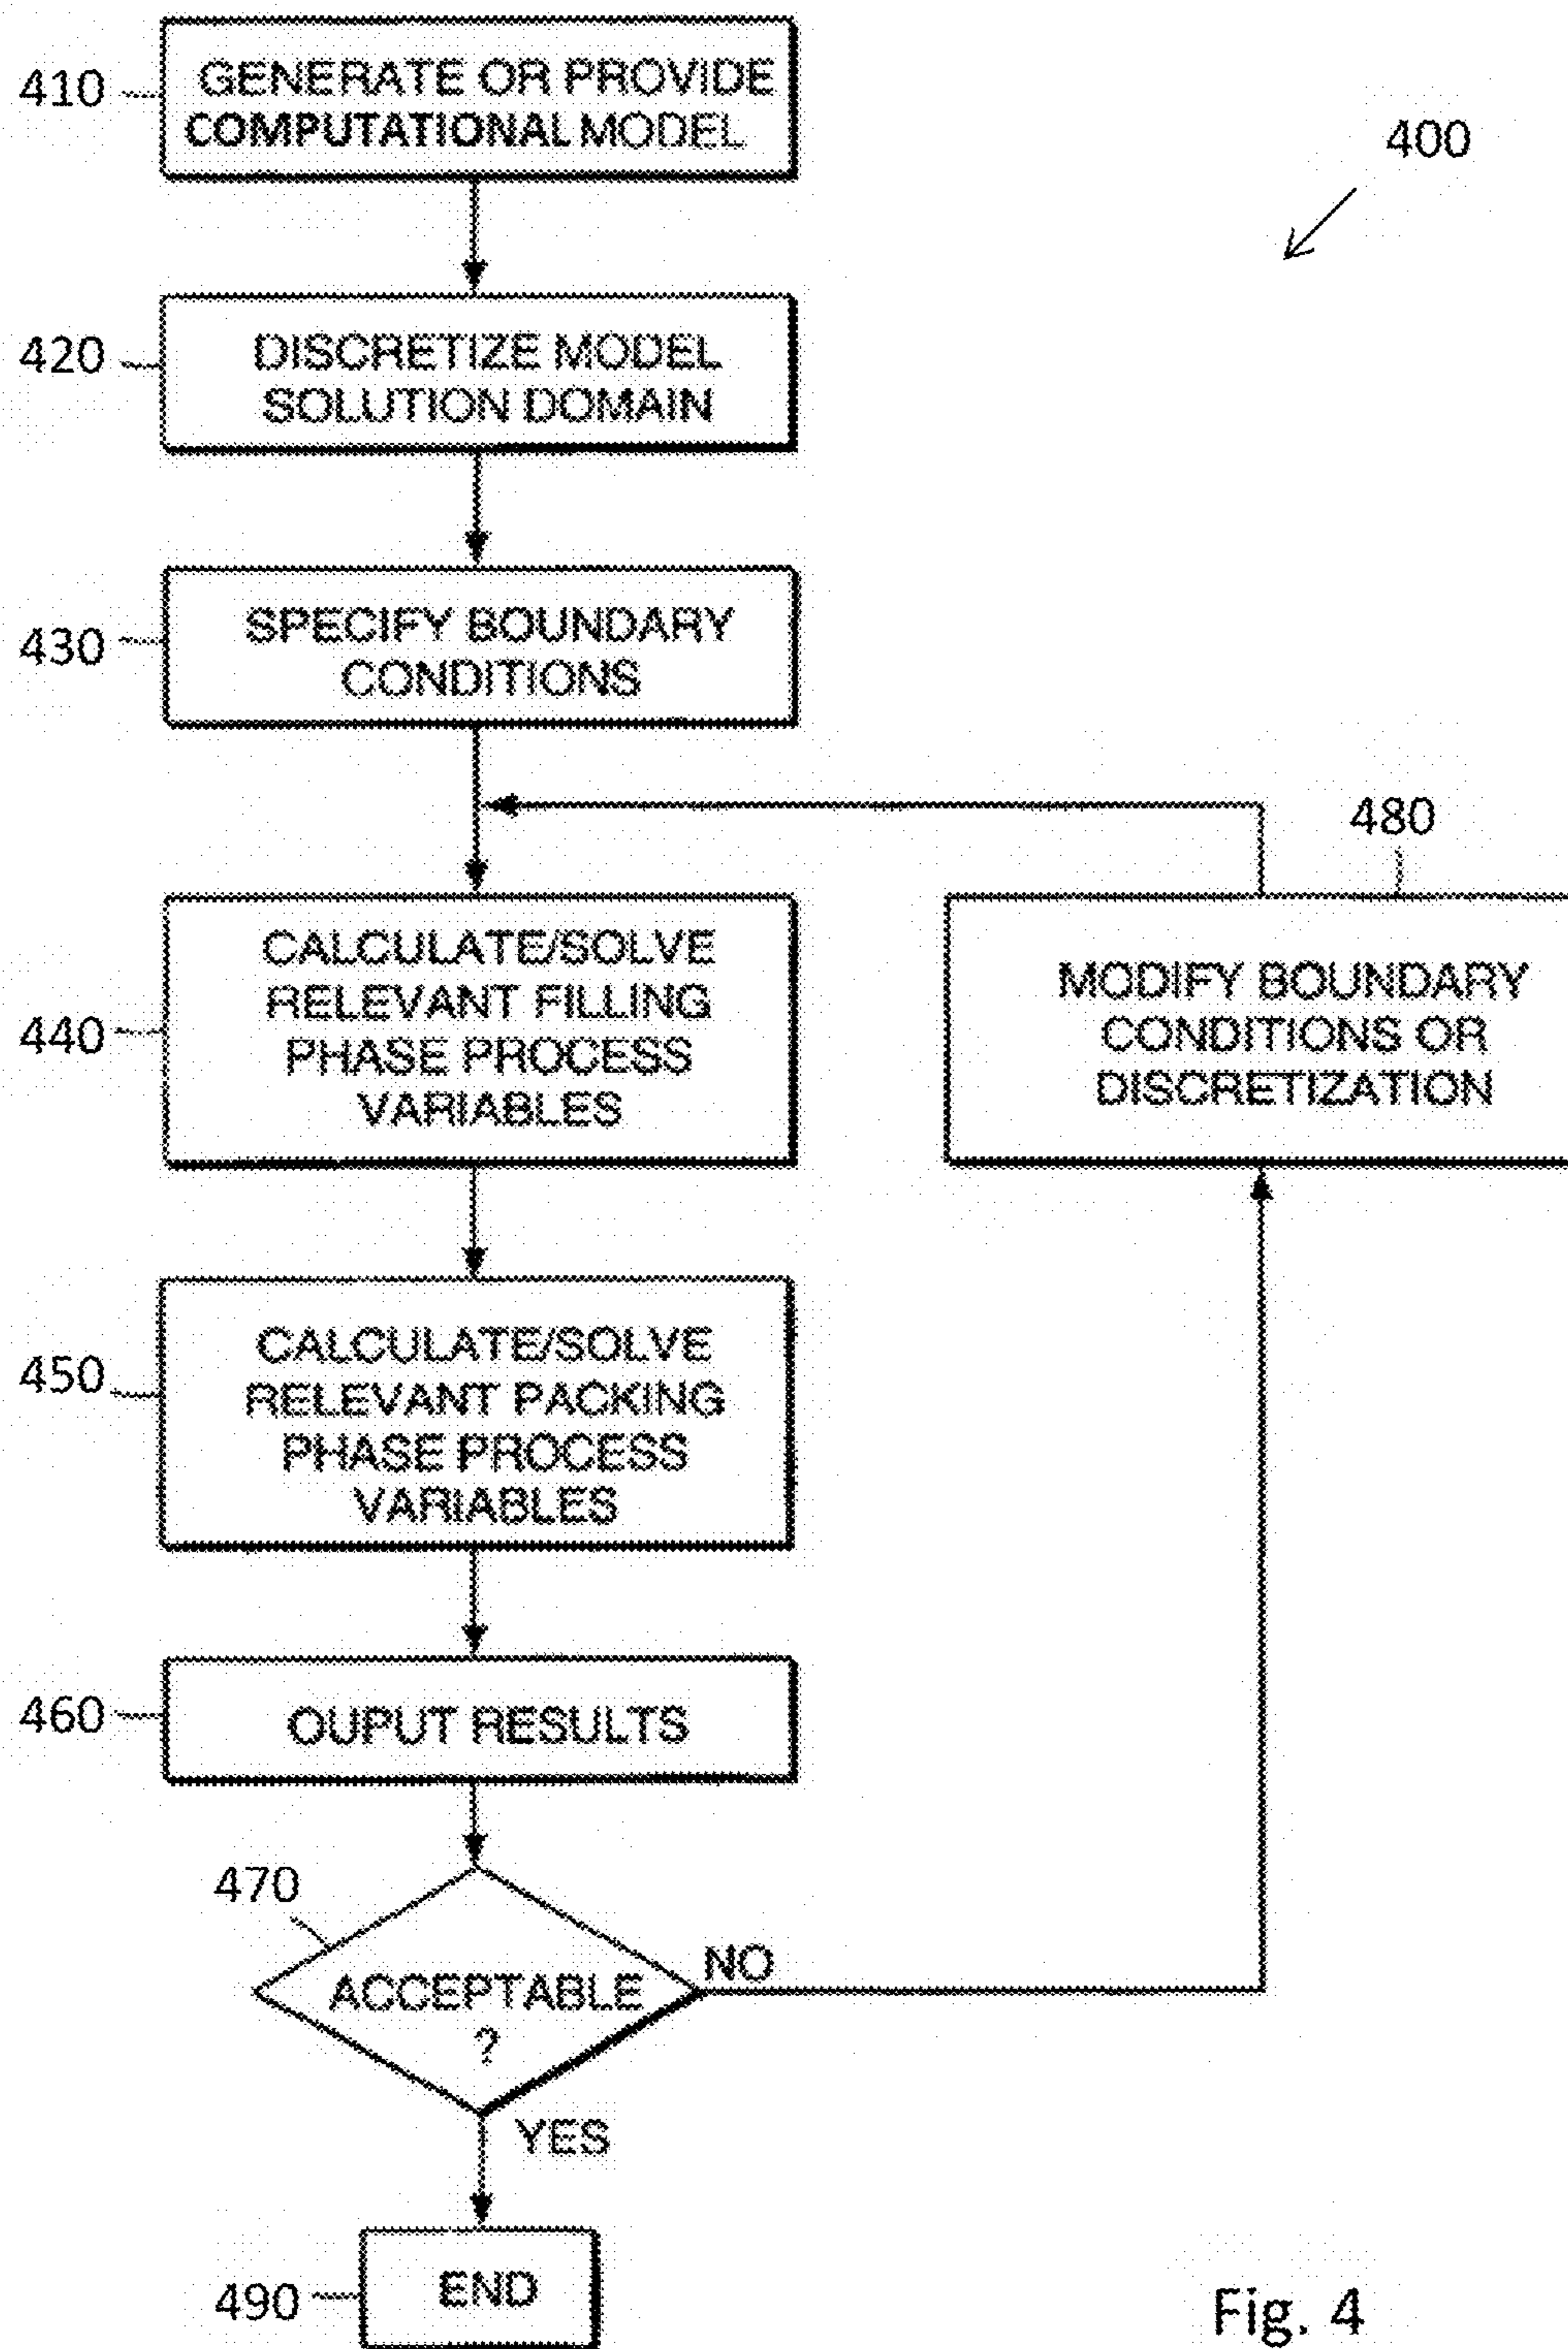 410
GENERATE OR PROVIDE
COMPUTATIONAL MODEL
400
420
DISCRETIZE MODEL
SOLUTION DOMAIN
430
SPECIFY BOUNDARY
CONDITIONS
440
CALCULATE/SOLVE
RELEVANT FILLING
PHASE PROCESS
VARIABLES
480
MODIFY BOUNDARY
CONDITIONS OR
DISCRETIZATION
450
CALCULATE/SOLVE
RELEVANT PACKING
PHASE PROCESS
VARIABLES
460
OUPUT RESULTS
470
ACCEPTABLE
?
NO
YES
490
END
Fig. 4